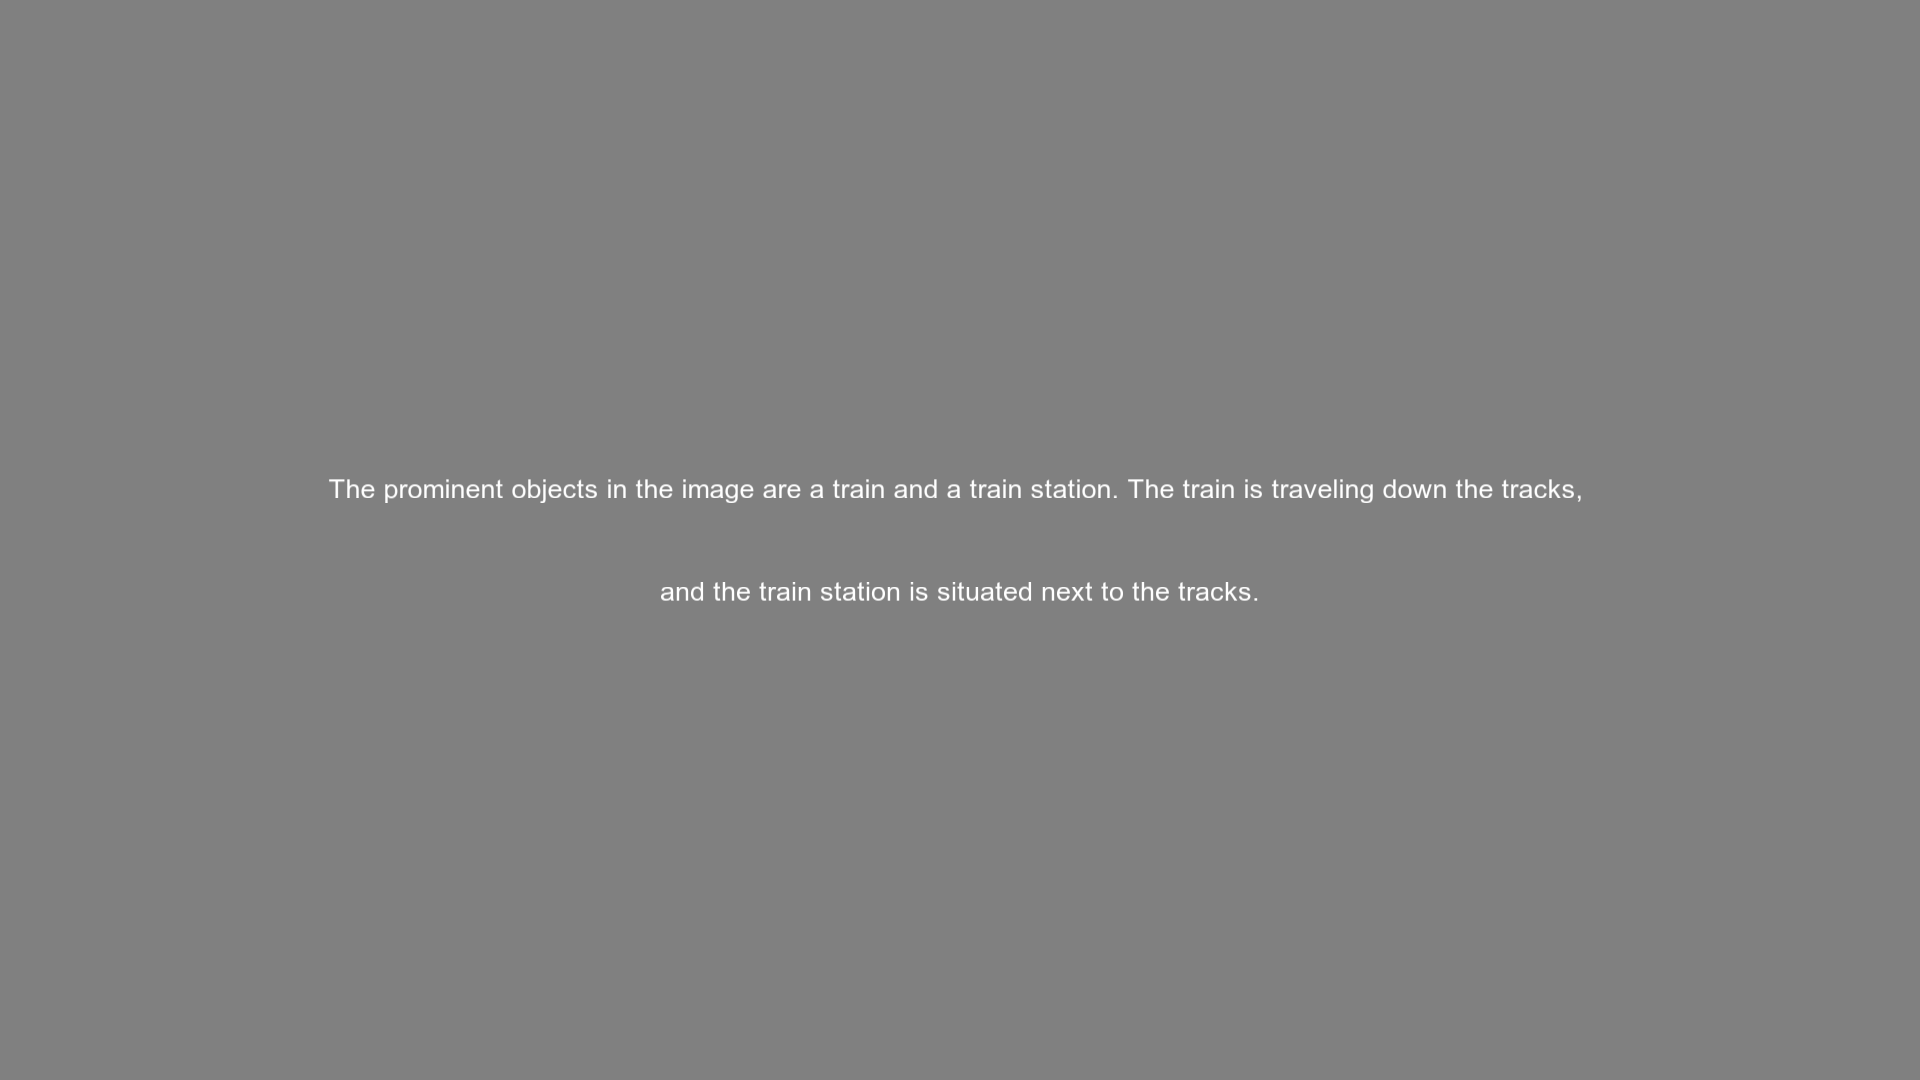 The prominent objects in the image are a train and a train station. The train is traveling down the tracks,
and the train station is situated next to the tracks.